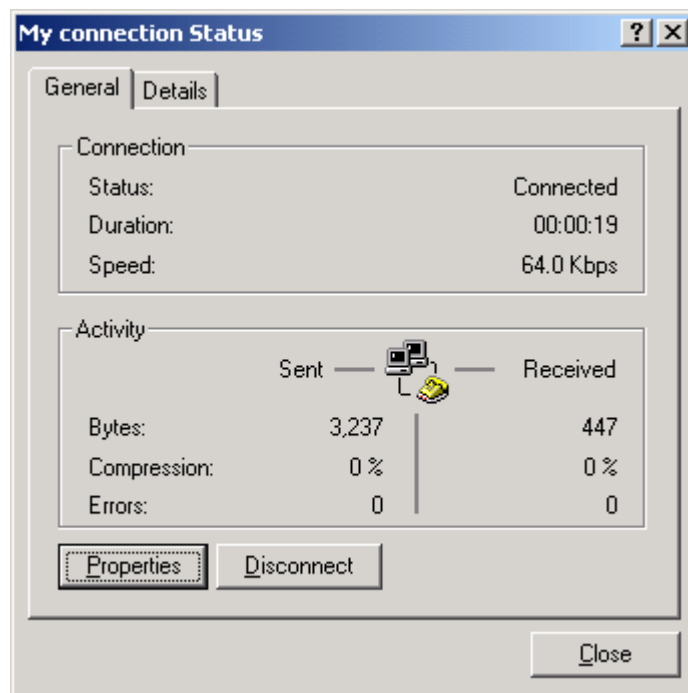 My connection Status
General Details
Connection
Status: Connected
Duration: 00:00:19
Speed: 64.0 Kbps
Activity
Sent Received
Bytes: 3,237 447
Compression: 0 % 0 %
Errors: 0 0
Properties Disconnect
Close